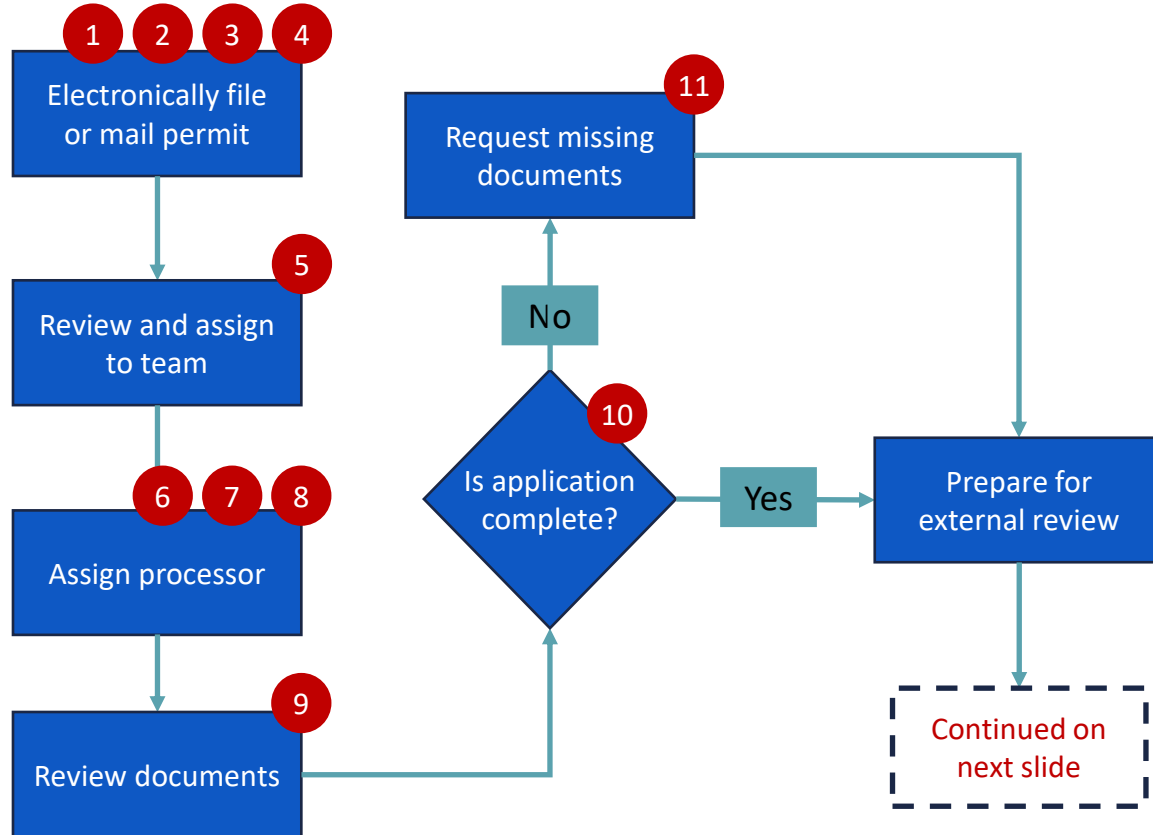 1 2 3 4
Electronically file
or mail permit
5
Review and assign
to team
6 7 8
Assign processor
9
Review documents
10
Is application
complete?
No
11
Request missing
documents
Yes
Prepare for
external review
Continued on
next slide